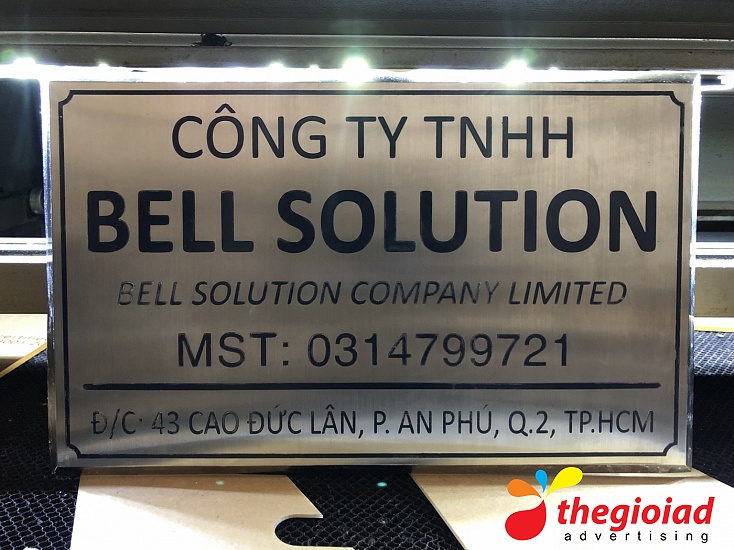 CÔNG TY TNHH
BELL SOLUTION
BELL SOLUTION COMPANY LIMITED
MST: 0314799721
Đ/C: 43 CAO ĐỨC LÂN, P. AN PHÚ, Q.2, TP.HCM
thegioiad
advertising